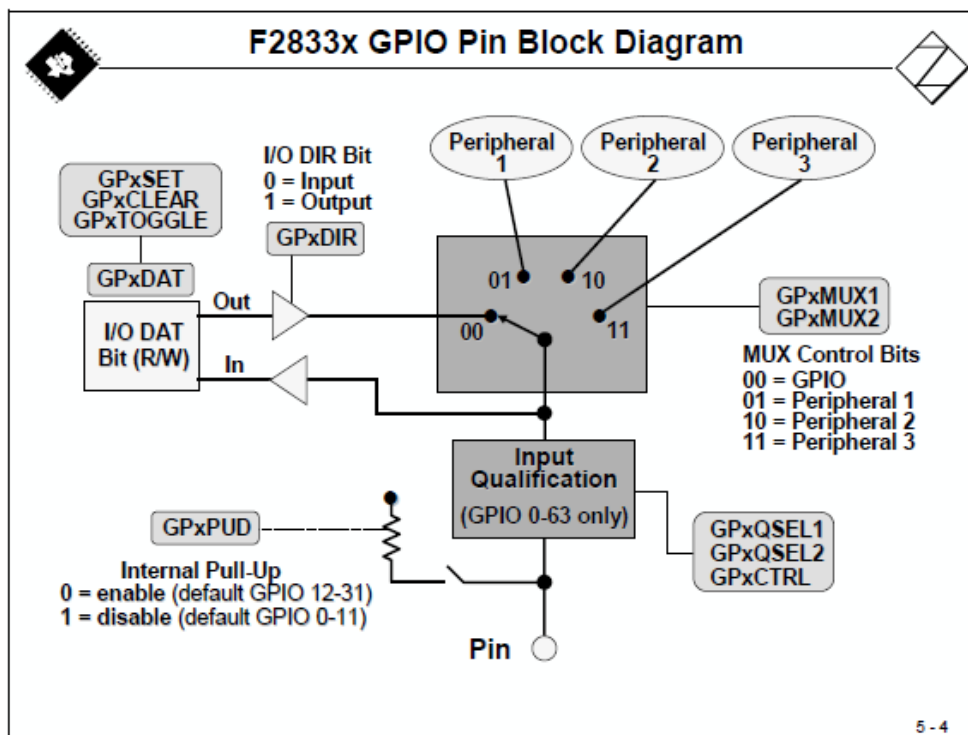 F2833x GPIO Pin Block Diagram
Peripheral
1
Peripheral
2
Peripheral
3
I/O DIR Bit
0 = Input
1 = Output
GPxSET
GPxCLEAR
GPxTOGGLE
GPxDIR
GPxDAT
01
10
Out
00
11
I/O DAT
Bit (R/W)
In
GPxMUX1
GPxMUX2
MUX Control Bits
00 = GPIO
01 = Peripheral 1
10 = Peripheral 2
11 = Peripheral 3
Input
Qualification
(GPIO 0-63 only)
GPxPUD
Internal Pull-Up
0 = enable (default GPIO 12-31)
1 = disable (default GPIO 0-11)
GPxQSEL1
GPxQSEL2
GPxCTRL
Pin
5 - 4